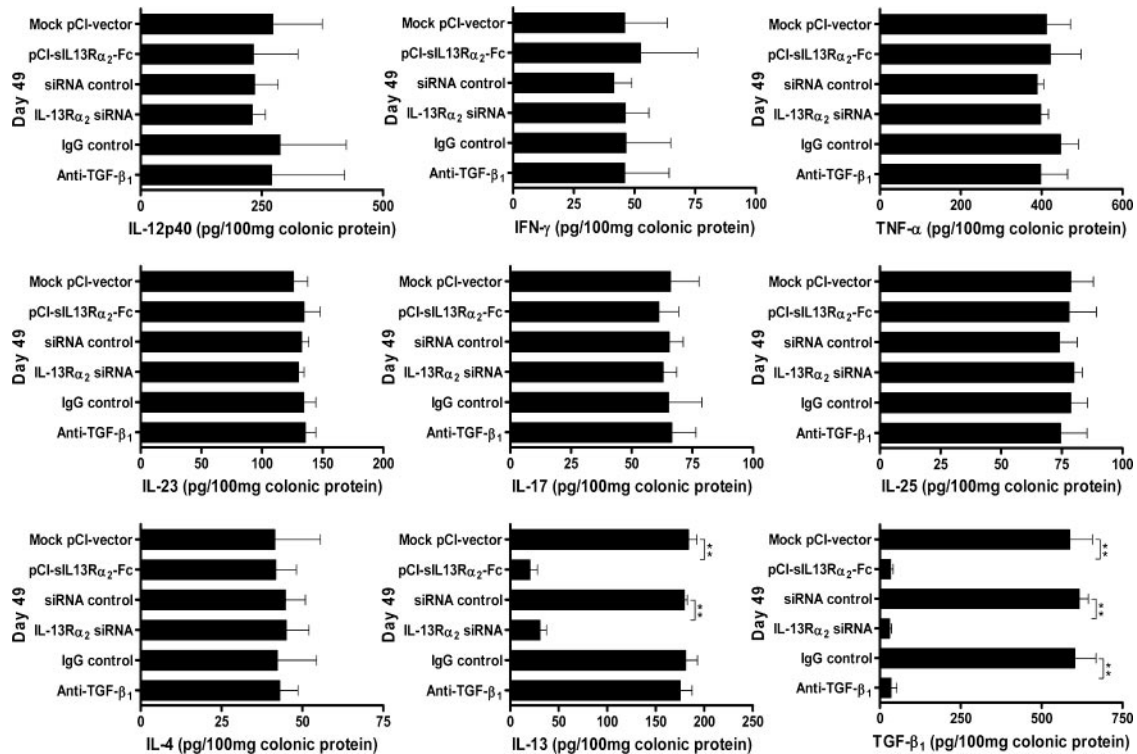 Day 49
Mock pCI-vector
pCI-sIL13Rα2-Fc
siRNA control
IL-13Rα2 siRNA
IgG control
Anti-TGF-β1
0 250 500
IL-12p40 (pg/100mg colonic protein)
Day 49
Mock pCI-vector
pCI-sIL13Rα2-Fc
siRNA control
IL-13Rα2 siRNA
IgG control
Anti-TGF-β1
0 25 50 75 100
IFN-γ (pg/100mg colonic protein)
Day 49
Mock pCI-vector
pCI-sIL13Rα2-Fc
siRNA control
IL-13Rα2 siRNA
IgG control
Anti-TGF-β1
0 200 400 600
TNF-α (pg/100mg colonic protein)
Day 49
Mock pCI-vector
pCI-sIL13Rα2-Fc
siRNA control
IL-13Rα2 siRNA
IgG control
Anti-TGF-β1
0 50 100 150 200
IL-23 (pg/100mg colonic protein)
Day 49
Mock pCI-vector
pCI-sIL13Rα2-Fc
siRNA control
IL-13Rα2 siRNA
IgG control
Anti-TGF-β1
0 25 50 75 100
IL-17 (pg/100mg colonic protein)
Day 49
Mock pCI-vector
pCI-sIL13Rα2-Fc
siRNA control
IL-13Rα2 siRNA
IgG control
Anti-TGF-β1
0 25 50 75 100
IL-25 (pg/100mg colonic protein)
Day 49
Mock pCI-vector
pCI-sIL13Rα2-Fc
siRNA control
IL-13Rα2 siRNA
IgG control
Anti-TGF-β1
0 25 50 75
IL-4 (pg/100mg colonic protein)
Day 49
Mock pCI-vector
**
pCI-sIL13Rα2-Fc
siRNA control
**
IL-13Rα2 siRNA
IgG control
Anti-TGF-β1
0 50 100 150 200 250
IL-13 (pg/100mg colonic protein)
Day 49
Mock pCI-vector
**
pCI-sIL13Rα2-Fc
siRNA control
**
IL-13Rα2 siRNA
IgG control
**
Anti-TGF-β1
0 250 500 750
TGF-β1 (pg/100mg colonic protein)